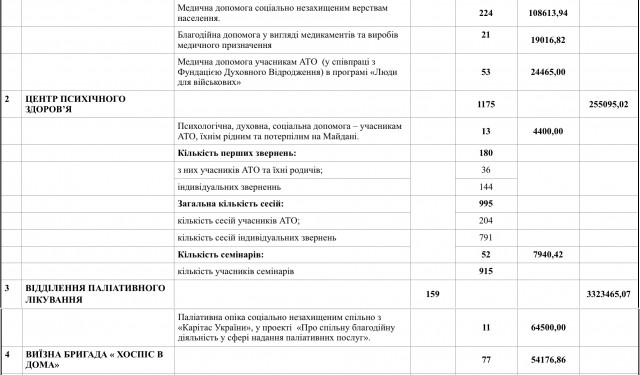 Медична допомога соціально незахищеним верствам
населення. 224 108613,94
Благодійна допомога у вигляді медикаментів та виробів
медичного призначення 21 19016,82
Медична допомога учасникам АТО (у співпраці з
Фундацією Духовного Відродження) в програмі «Люди
для військових» 53 24465,00
2 ЦЕНТР ПСИХІЧНОГО
ЗДОРОВ’Я 1175 255095,02
Психологічна, духовна, соціальна допомога – учасникам
АТО, їхнім рідним та потерпілим на Майдані. 13 4400,00
Кількість перших звернень: 180
з них учасників АТО та їхні родичів; 36
індивідуальних зверненнь 144
Загальна кількість сесій: 995
кількість сесій учасників АТО; 204
кількість сесій індивідуальних звернень 791
Кількість семінарів: 52 7940,42
кількість учасників семінарів 915
3 ВІДДІЛЕННЯ ПАЛІАТИВНОГО
ЛІКУВАННЯ 159 3323465,07
Паліативна опіка соціально незахищеним спільно з
«Карітас України», у проекті «Про спільну благодійну
діяльність у сфері надання паліативних послуг». 11 64500,00
4 ВИЇЗНА БРИГАДА « ХОСПІС В
ДОМА» 77 54176,86